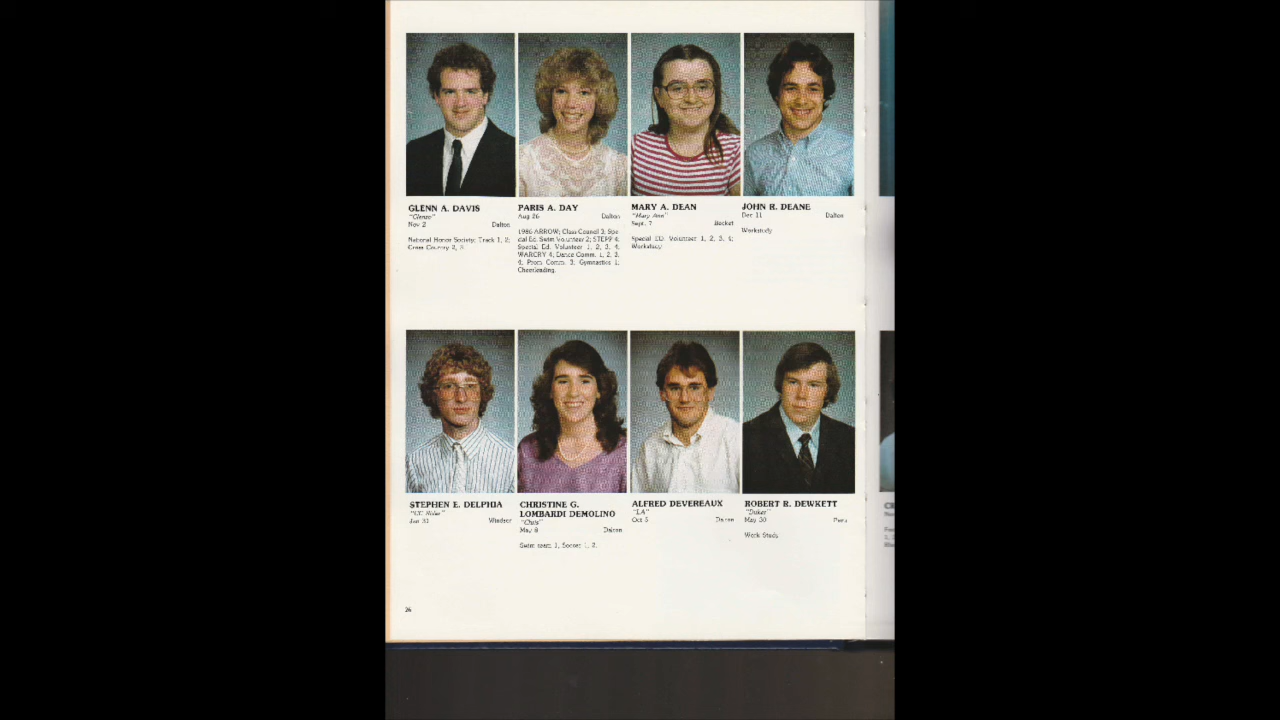 GLENN A. DAVIS
"Glenzo"
Nov 2 Dalton
National Honor Society; Track 1, 2;
Cross Country 2, 3.
PARIS A. DAY
Aug 26 Dalton
1986 ARROW; Class Council 3; Spe
cial Ed. Swim Volunteer 2; STEPP 4;
Special Ed. Volunteer 1, 2, 3, 4;
WARCRY 4; Dance Comm. 1, 2, 3,
4; Prom Comm. 3; Gymnastics 1;
Cheerleading.
MARY A. DEAN
"Mary Ann"
Sept. 7 Becket
Special ED. Volunteer 1, 2, 3, 4;
Workstudy
JOHN R. DEANE
Dec 11 Dalton
Workstudy
STEPHEN E. DELPHIA
Jan 31 Windsor
CHRISTINE G.
LOMBARDI DEMOLINO
"Chris"
May 8 Dalton
Swim team 1; Soccer 1, 2.
ALFRED DEVEREAUX
"LA"
Oct 5 Dalton
ROBERT R. DEWKETT
May 30 Peru
Work Study
26